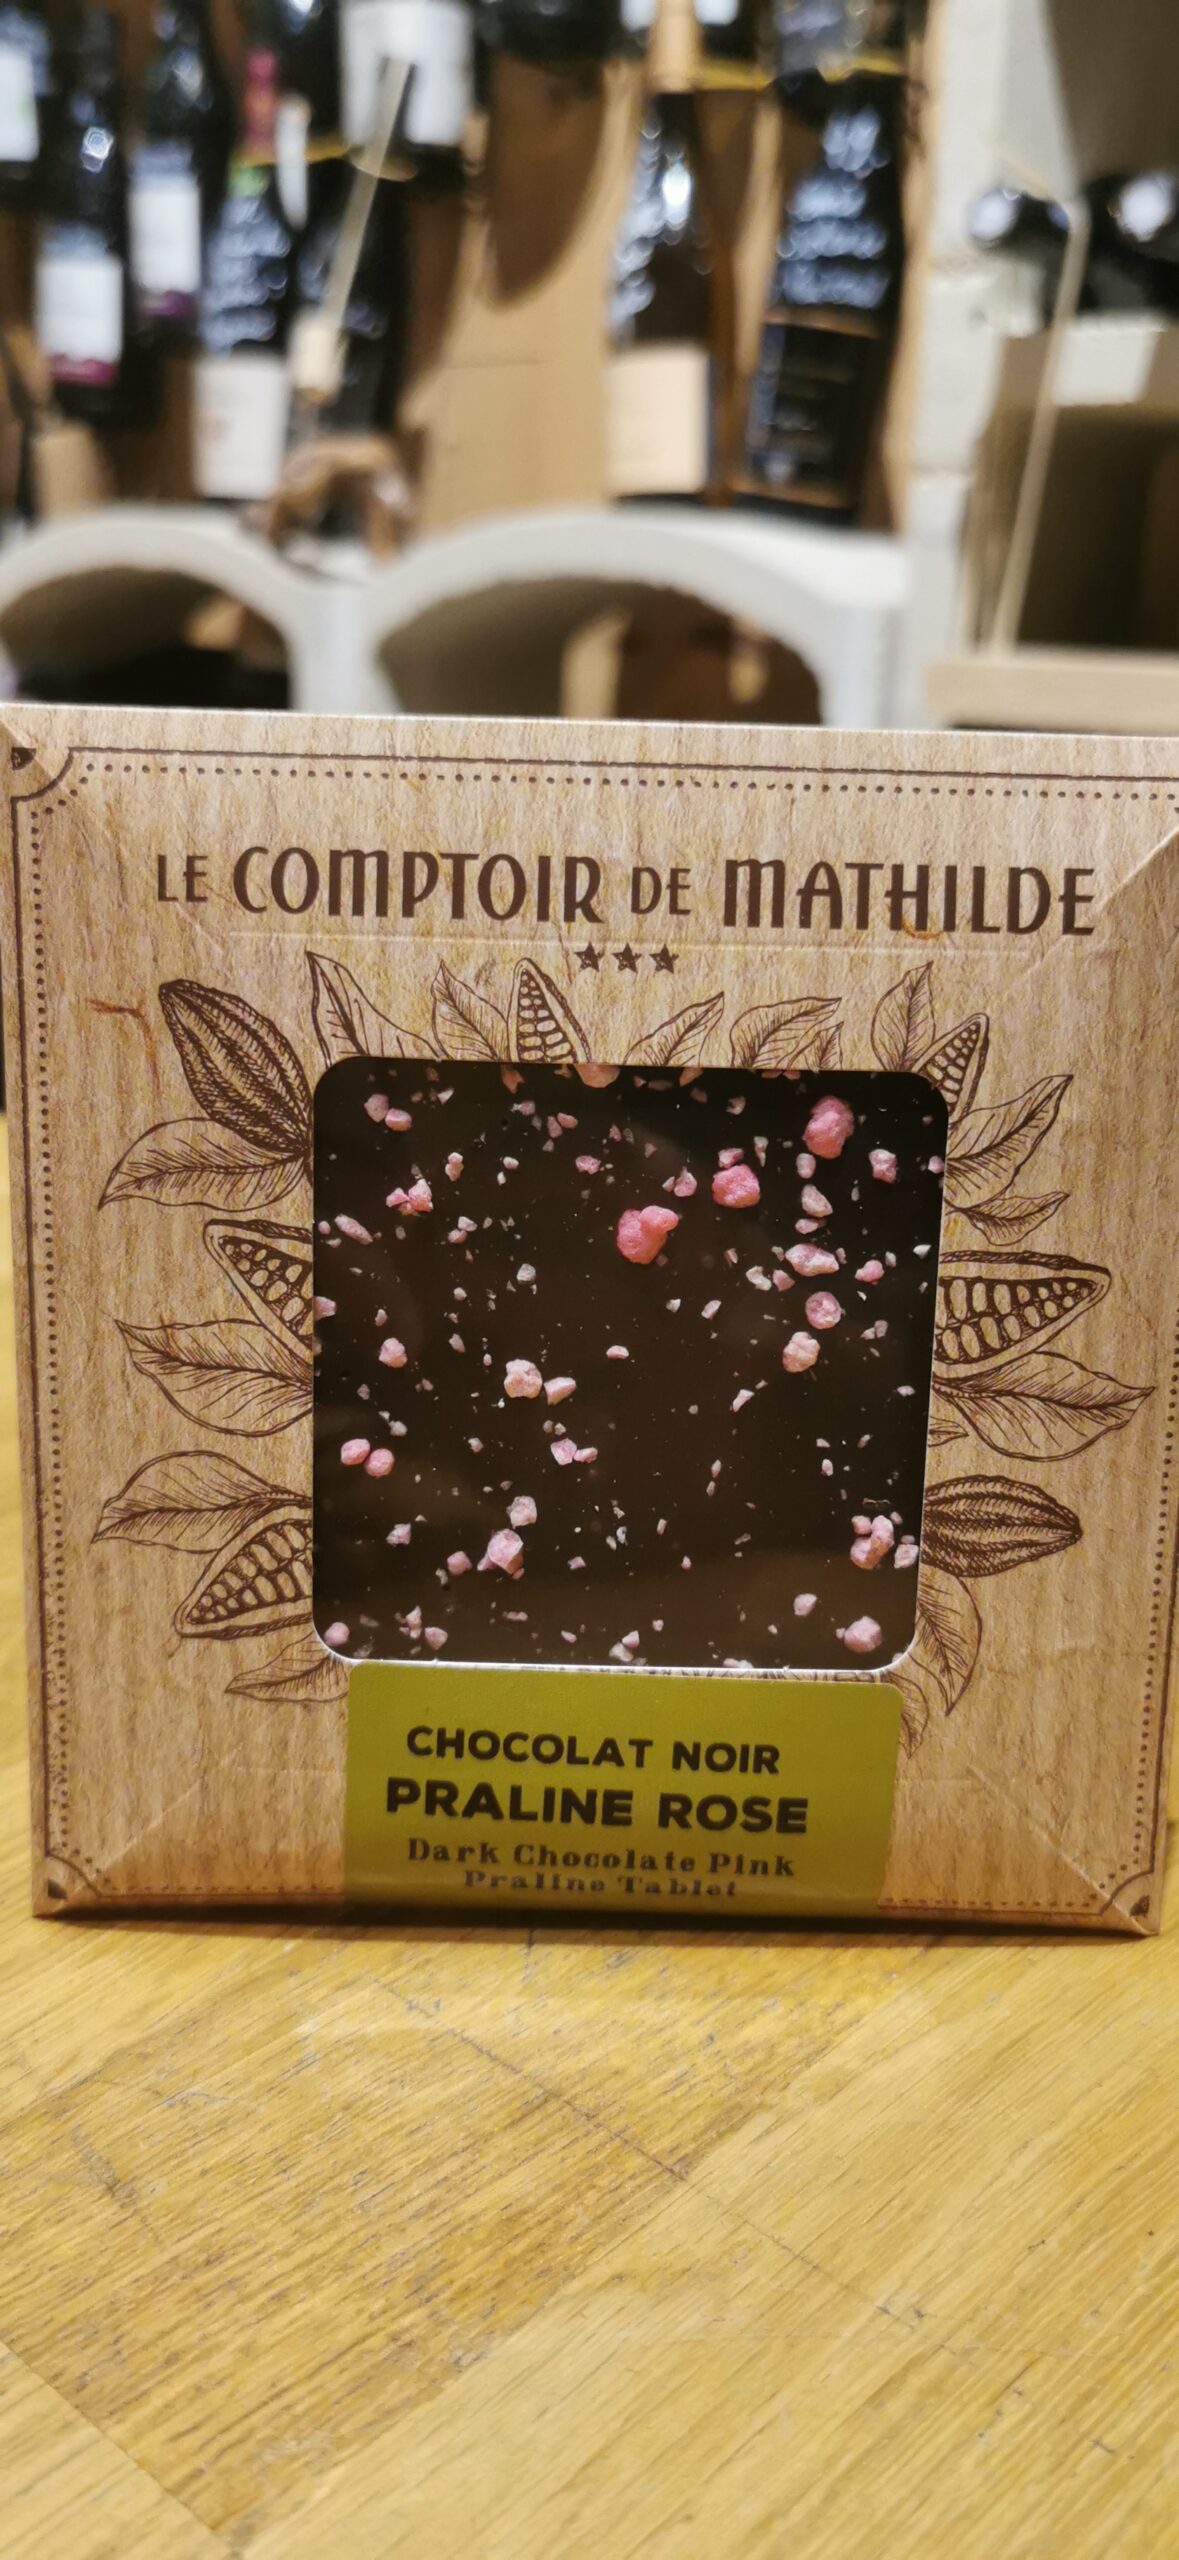 LE COMPTOIR DE MATHILDE
CHOCOLAT NOIR
PRALINE ROSE
Dark Chocolate Pink
Praline Tablet